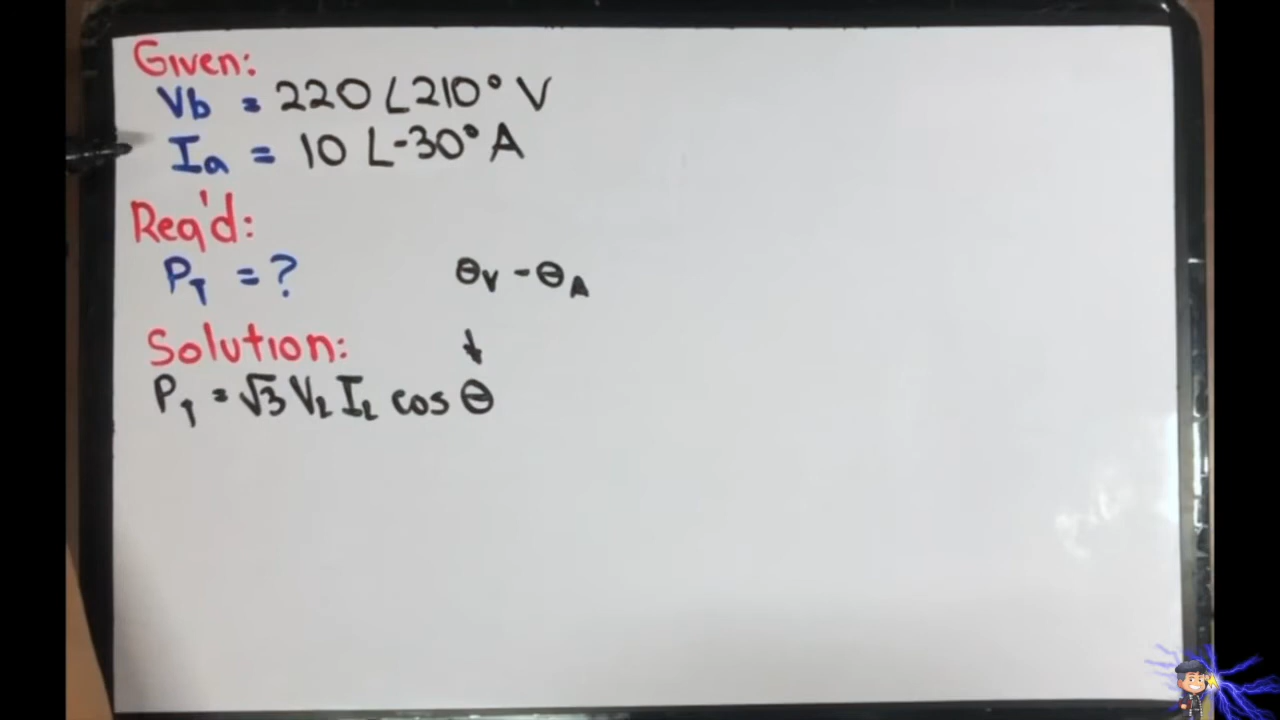 Given:
Vb = 220 ∠210° V
Ia = 10 ∠-30° A
Req'd:
PT = ?
θV - θA
Solution:
PT = √3 VL IL cos θ